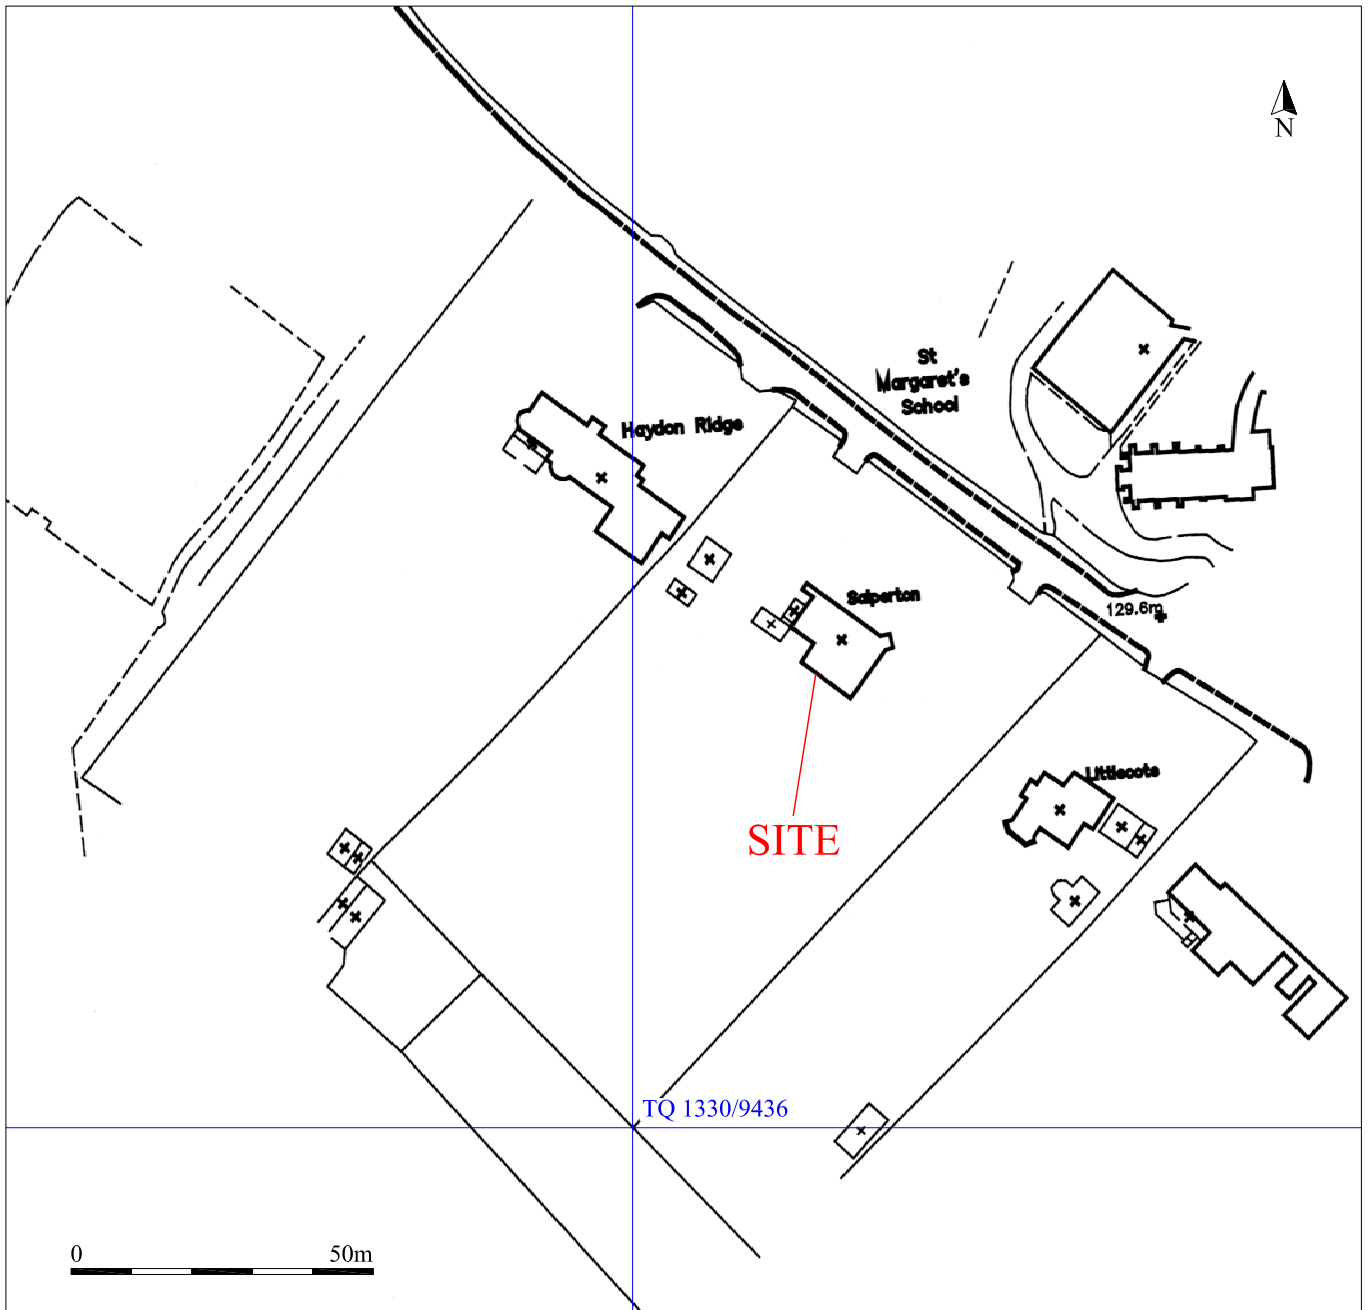 N
St
Margaret's
School
Haydon Ridge
Salperton
129.6m
Littlecote
SITE
TQ 1330/9436
0 50m